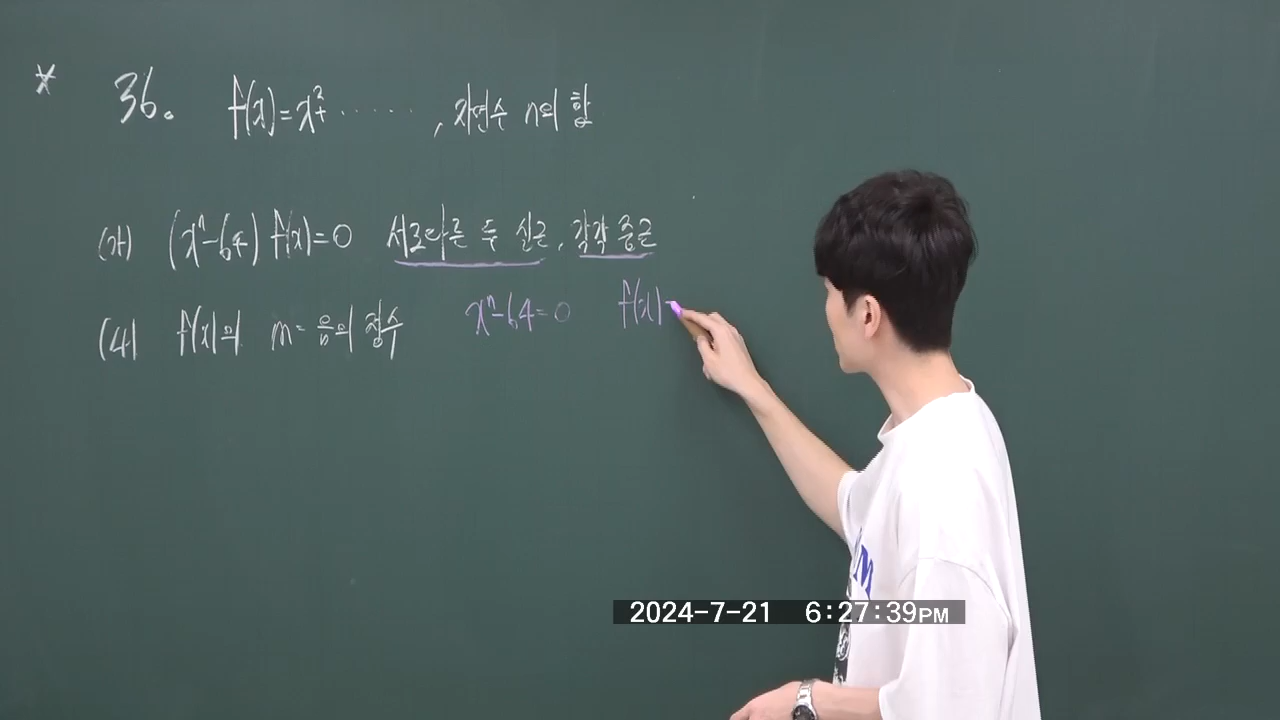 * 36. f(x)=x²+ ······ , 자연수 n의 합
(가) (xⁿ-64) f(x)=0 서로다른 두 실근, 각각 중근
xⁿ-64=0 f(x)=
(나) f(x)의 m= 음의 정수
2024-7-21 6:27:39PM